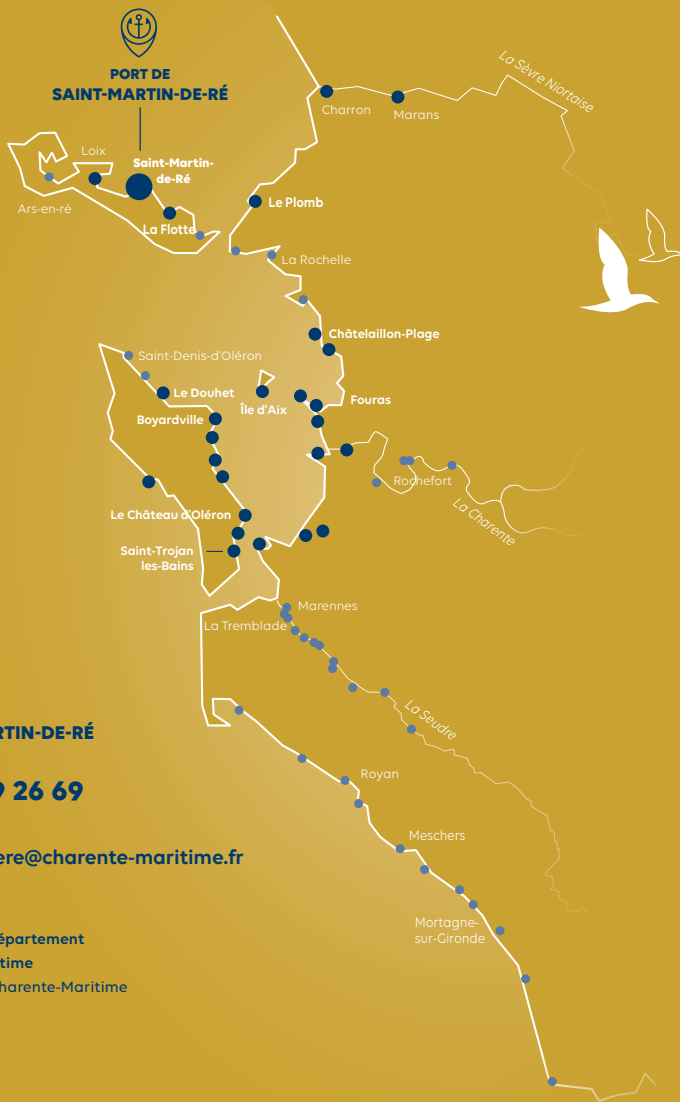 PORT DE
SAINT-MARTIN-DE-RÉ
La Sèvre Niortaise
Charron
Marans
Loix
Saint-Martin-
de-Ré
Ars-en-ré
La Flotte
Le Plomb
La Rochelle
Châtelaillon-Plage
Saint-Denis-d'Oléron
Le Douhet
Île d'Aix
Fouras
Boyardville
Rochefort
La Charente
Le Château d'Oléron
Saint-Trojan
les-Bains
Marennes
La Tremblade
La Seudre
RTIN-DE-RÉ
Royan
9 26 69
Meschers
ere@charente-maritime.fr
Mortagne-
sur-Gironde
épartement
time
harente-Maritime